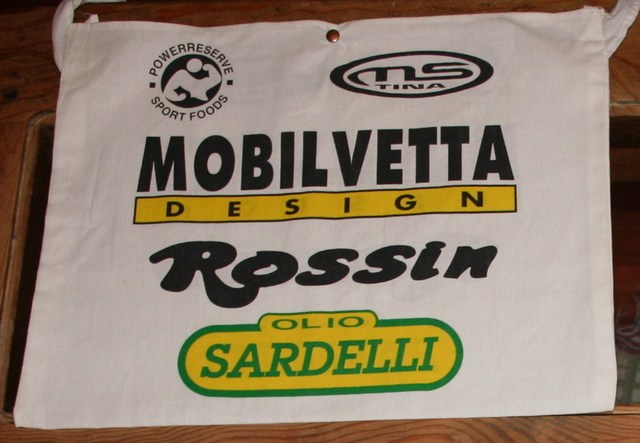 POWERRESERVE
SPORT FOODS
MS
TINA
MOBILVETTA
DESIGN
Rossin
OLIO
SARDELLI